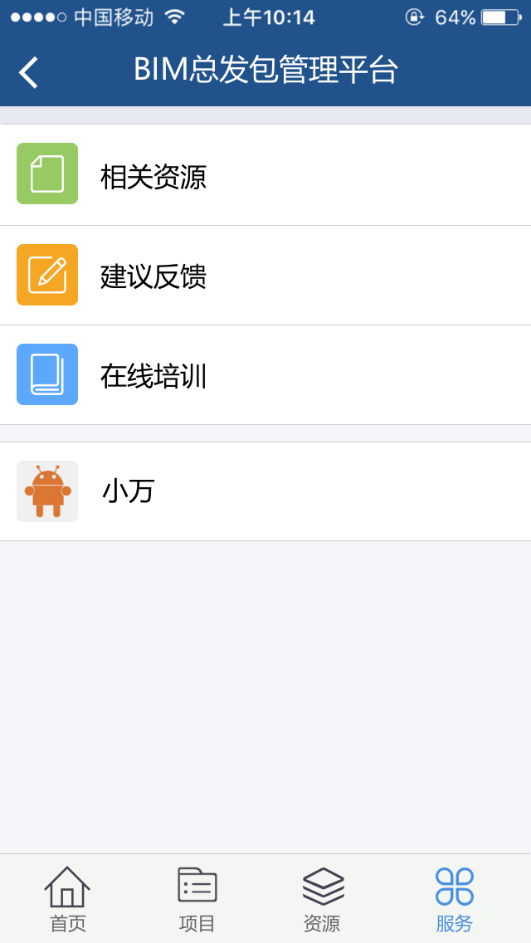 中国移动 上午10:14 64%
BIM总发包管理平台
相关资源
建议反馈
在线培训
小万
首页 项目 资源 服务